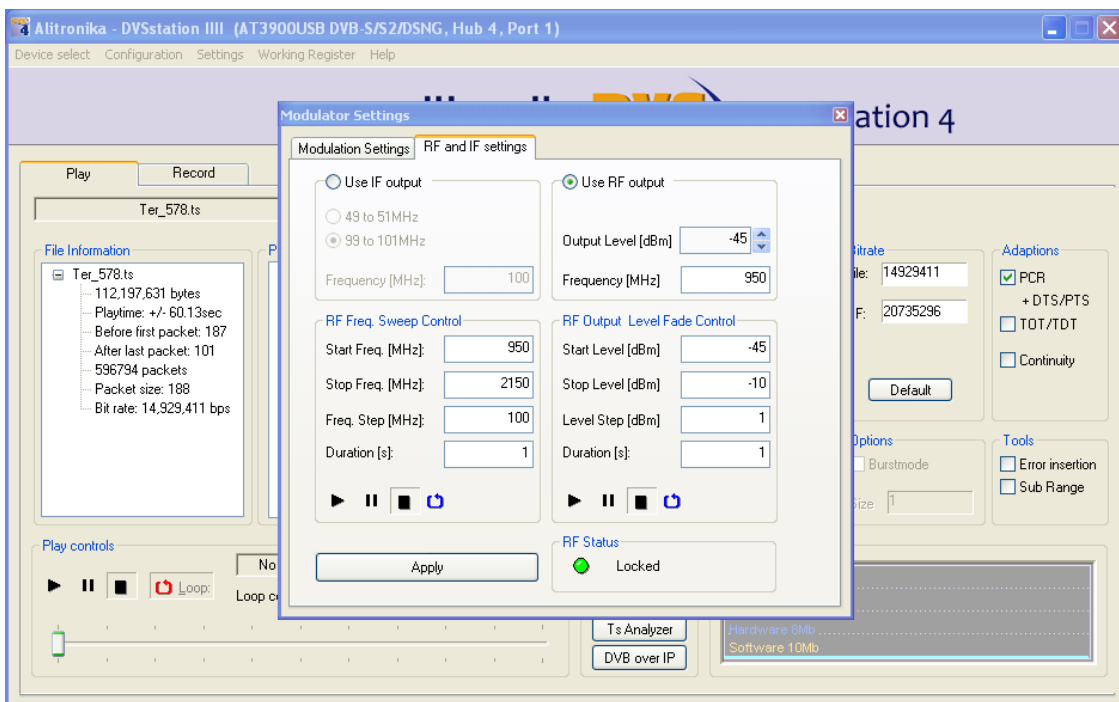 Alitronika - DVSstation IIII (AT3900USB DVB-S/S2/DSNG, Hub 4, Port 1)
Device select Configuration Settings Working Register Help
ation 4
Modulator Settings
Modulation Settings RF and IF settings
Play Record
Ter_578.ts
File Information
Ter_578.ts
112,197,631 bytes
Playtime: +/- 60.13sec
Before first packet: 187
After last packet: 101
596794 packets
Packet size: 188
Bit rate: 14,929,411 bps
Use IF output
49 to 51MHz
99 to 101MHz
Frequency [MHz]: 100
Use RF output
Output Level [dBm] -45
Frequency [MHz] 950
RF Freq. Sweep Control
Start Freq. [MHz]: 950
Stop Freq. [MHz]: 2150
Freq. Step [MHz]: 100
Duration [s]: 1
RF Output Level Fade Control
Start Level [dBm] -45
Stop Level [dBm] -10
Level Step [dBm] 1
Duration [s]: 1
Apply
RF Status
Locked
itrate
ile: 14929411
F: 20735296
Default
Adaptions
PCR
+ DTS/PTS
TOT/TDT
Continuity
Options
Burstmode
Size 1
Tools
Error insertion
Sub Range
Play controls
Loop:
No
Loop c
Ts Analyzer
DVB over IP
Hardware 8Mb
Software 10Mb